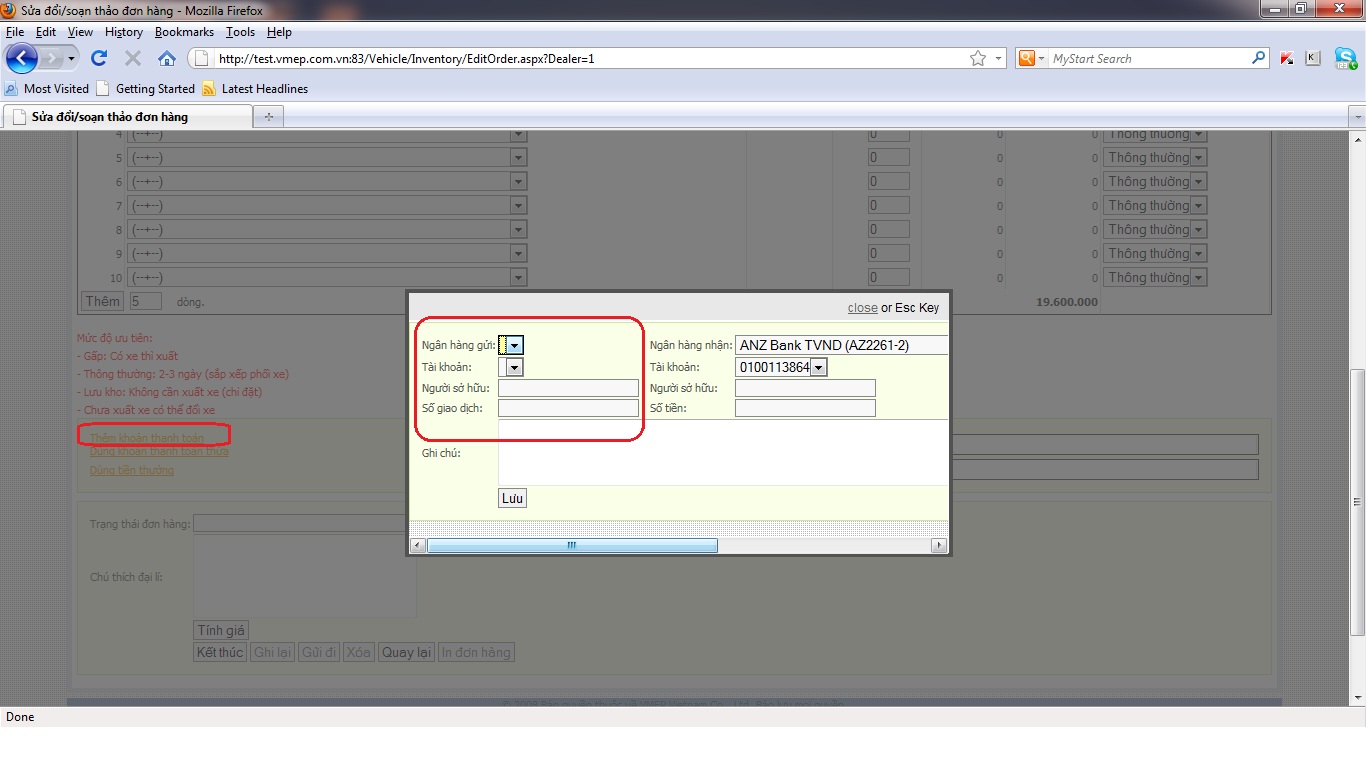 Sửa đổi/soạn thảo đơn hàng - Mozilla Firefox
File Edit View History Bookmarks Tools Help
http://test.vmep.com.vn:83/Vehicle/Inventory/EditOrder.aspx?Dealer=1 MyStart Search
Most Visited Getting Started Latest Headlines
Sửa đổi/soạn thảo đơn hàng
4 (--+--) 0 0 0 Thông thường
5 (--+--) 0 0 0 Thông thường
6 (--+--) 0 0 0 Thông thường
7 (--+--) 0 0 0 Thông thường
8 (--+--) 0 0 0 Thông thường
9 (--+--) 0 0 0 Thông thường
10 (--+--) 0 0 0 Thông thường
Thêm 5 dòng. 19.600.000
close or Esc Key
Mức độ ưu tiên:
- Gấp: Có xe thì xuất
- Thông thường: 2-3 ngày (sắp xếp phối xe)
- Lưu kho: Không cần xuất xe (chỉ đặt)
- Chưa xuất xe có thể đổi xe
Ngân hàng gửi: Ngân hàng nhận: ANZ Bank TVND (AZ2261-2)
Tài khoản: Tài khoản: 0100113864
Người sở hữu: Người sở hữu:
Số giao dịch: Số tiền:
Ghi chú:
Lưu
Thêm khoản thanh toán
Dùng khoản thanh toán thừa
Dùng tiền thưởng
Trạng thái đơn hàng:
Chú thích đại lí:
Tính giá
Kết thúc Ghi lại Gửi đi Xóa Quay lại In đơn hàng
Done